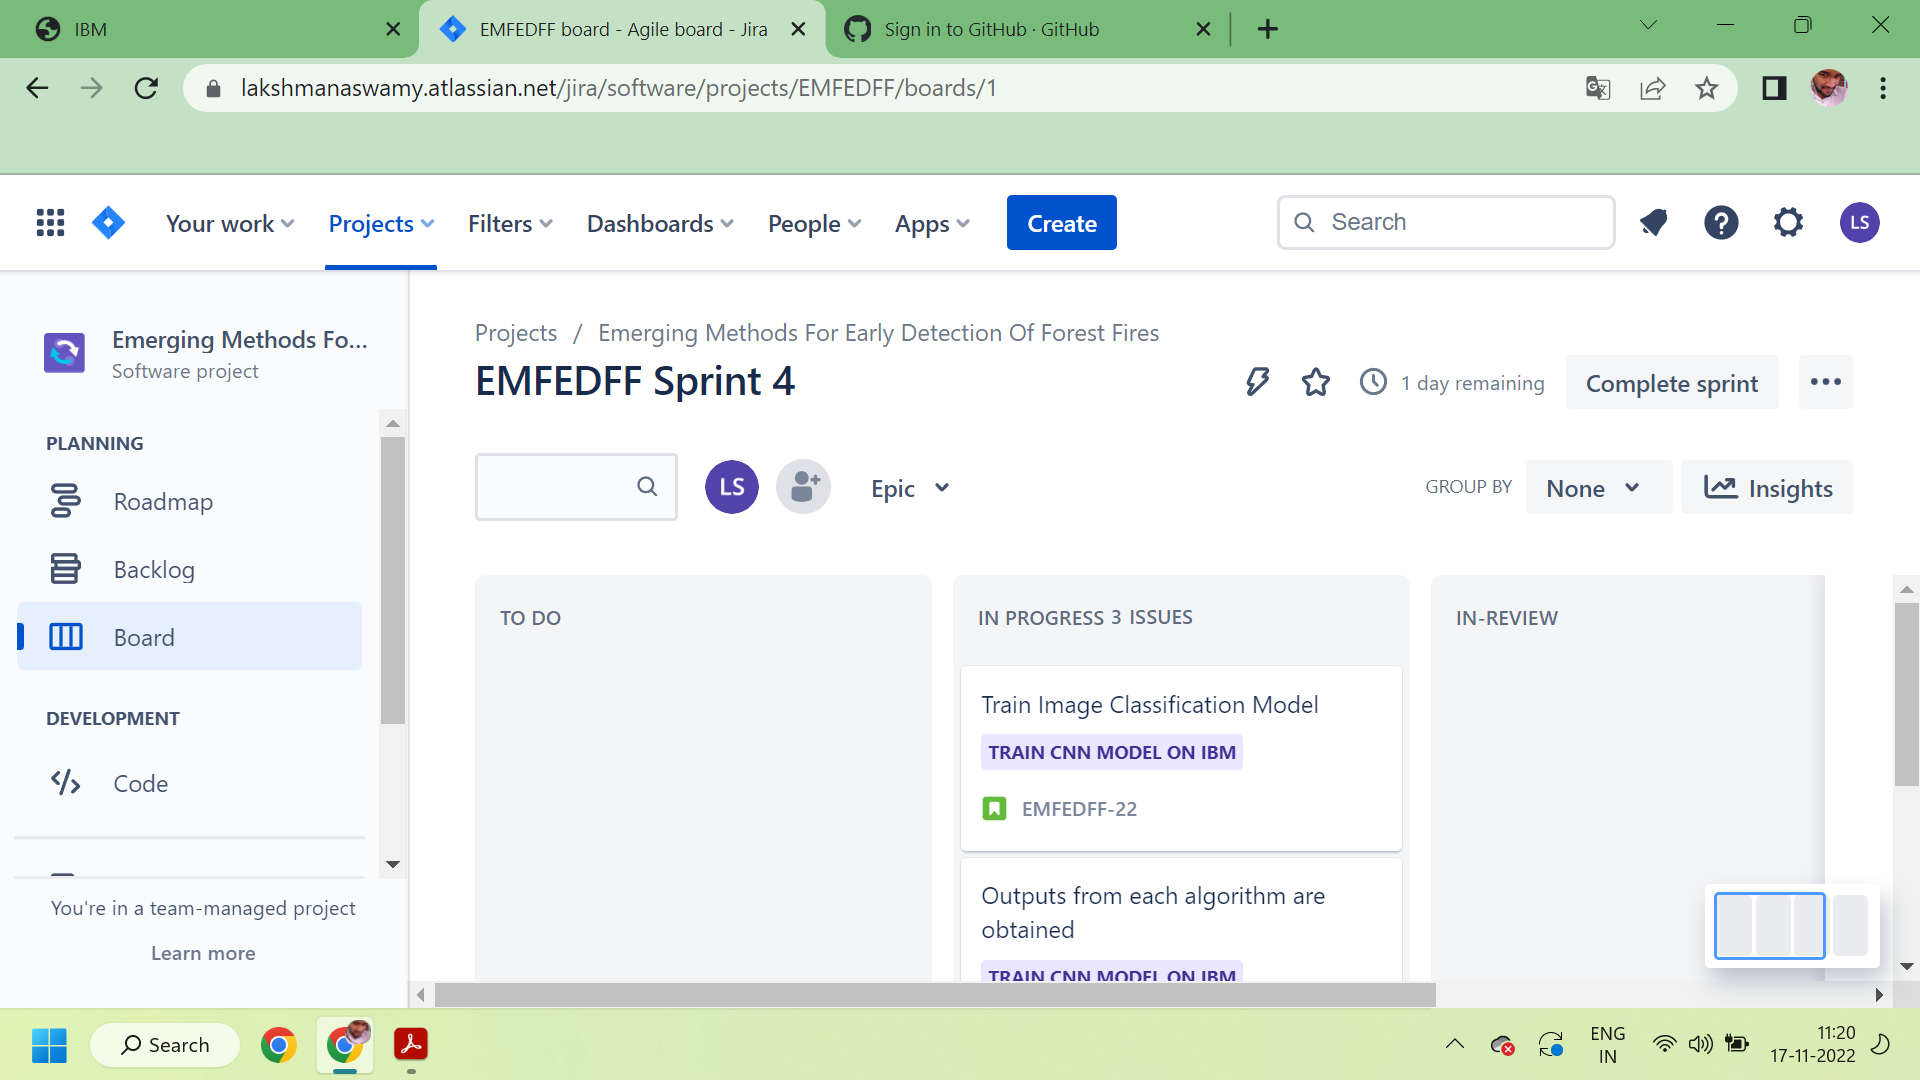 IBM
EMFEDFF board - Agile board - Jira
Sign in to GitHub · GitHub
lakshmanaswamy.atlassian.net/jira/software/projects/EMFEDFF/boards/1
Your work
Projects
Filters
Dashboards
People
Apps
Create
Search
LS
Emerging Methods Fo...
Software project
PLANNING
Roadmap
Backlog
Board
DEVELOPMENT
Code
You're in a team-managed project
Learn more
Projects / Emerging Methods For Early Detection Of Forest Fires
EMFEDFF Sprint 4
1 day remaining
Complete sprint
LS
Epic
GROUP BY
None
Insights
TO DO
IN PROGRESS 3 ISSUES
Train Image Classification Model
TRAIN CNN MODEL ON IBM
EMFEDFF-22
Outputs from each algorithm are
obtained
TRAIN CNN MODEL ON IBM
IN-REVIEW
Search
ENG
IN
11:20
17-11-2022